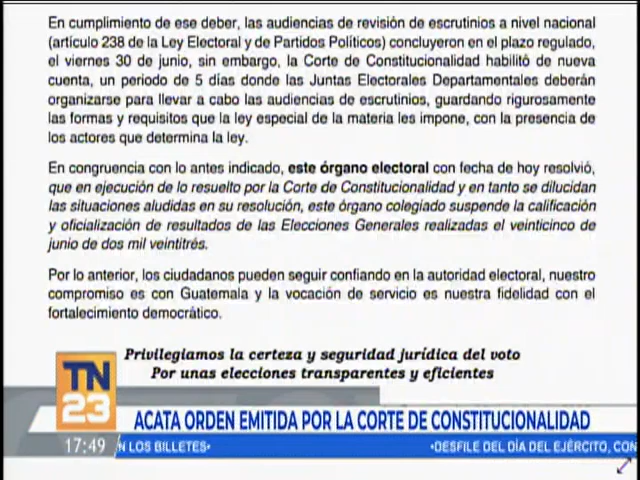 En cumplimiento de ese deber, las audiencias de revisión de escrutinios a nivel nacional
(artículo 238 de la Ley Electoral y de Partidos Políticos) concluyeron en el plazo regulado,
el viernes 30 de junio, sin embargo, la Corte de Constitucionalidad habilitó de nueva
cuenta, un periodo de 5 días donde las Juntas Electorales Departamentales deberán
organizarse para llevar a cabo las audiencias de escrutinios, guardando rigurosamente
las formas y requisitos que la ley especial de la materia les impone, con la presencia de
los actores que determina la ley.
En congruencia con lo antes indicado, este órgano electoral con fecha de hoy resolvió,
que en ejecución de lo resuelto por la Corte de Constitucionalidad y en tanto se dilucidan
las situaciones aludidas en su resolución, este órgano colegiado suspende la calificación
y oficialización de resultados de las Elecciones Generales realizadas el veinticinco de
junio de dos mil veintitrés.
Por lo anterior, los ciudadanos pueden seguir confiando en la autoridad electoral, nuestro
compromiso es con Guatemala y la vocación de servicio es nuestra fidelidad con el
fortalecimiento democrático.
Privilegiamos la certeza y seguridad jurídica del voto
Por unas elecciones transparentes y eficientes
TN
23
ACATA ORDEN EMITIDA POR LA CORTE DE CONSTITUCIONALIDAD
17:49 N LOS BILLETES• •DESFILE DEL DÍA DEL EJÉRCITO, CON